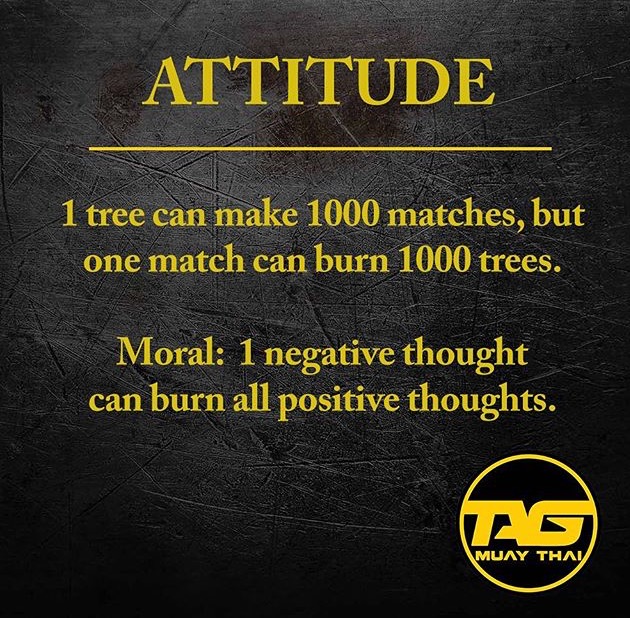 ATTITUDE
1 tree can make 1000 matches, but
one match can burn 1000 trees.
Moral: 1 negative thought
can burn all positive thoughts.
TAG
MUAY THAI